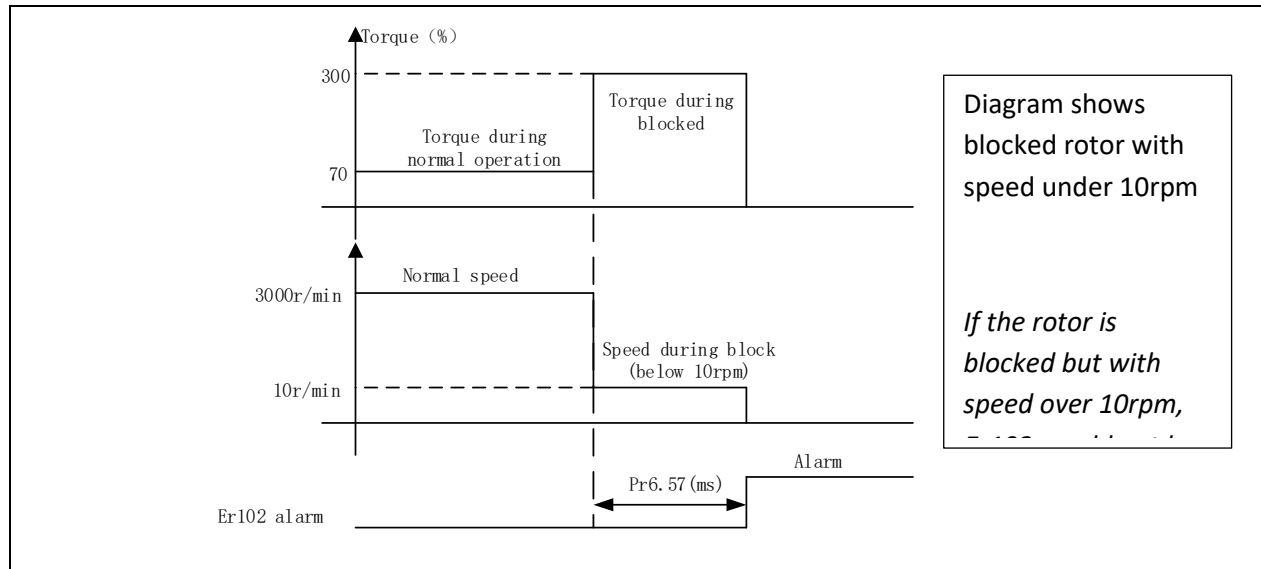 Torque（%）
300
Torque during
blocked
Torque during
normal operation
70
Normal speed
3000r/min
Speed during block
(below 10rpm)
10r/min
Alarm
Pr6.57(ms)
Er102 alarm
Diagram shows
blocked rotor with
speed under 10rpm
If the rotor is
blocked but with
speed over 10rpm,